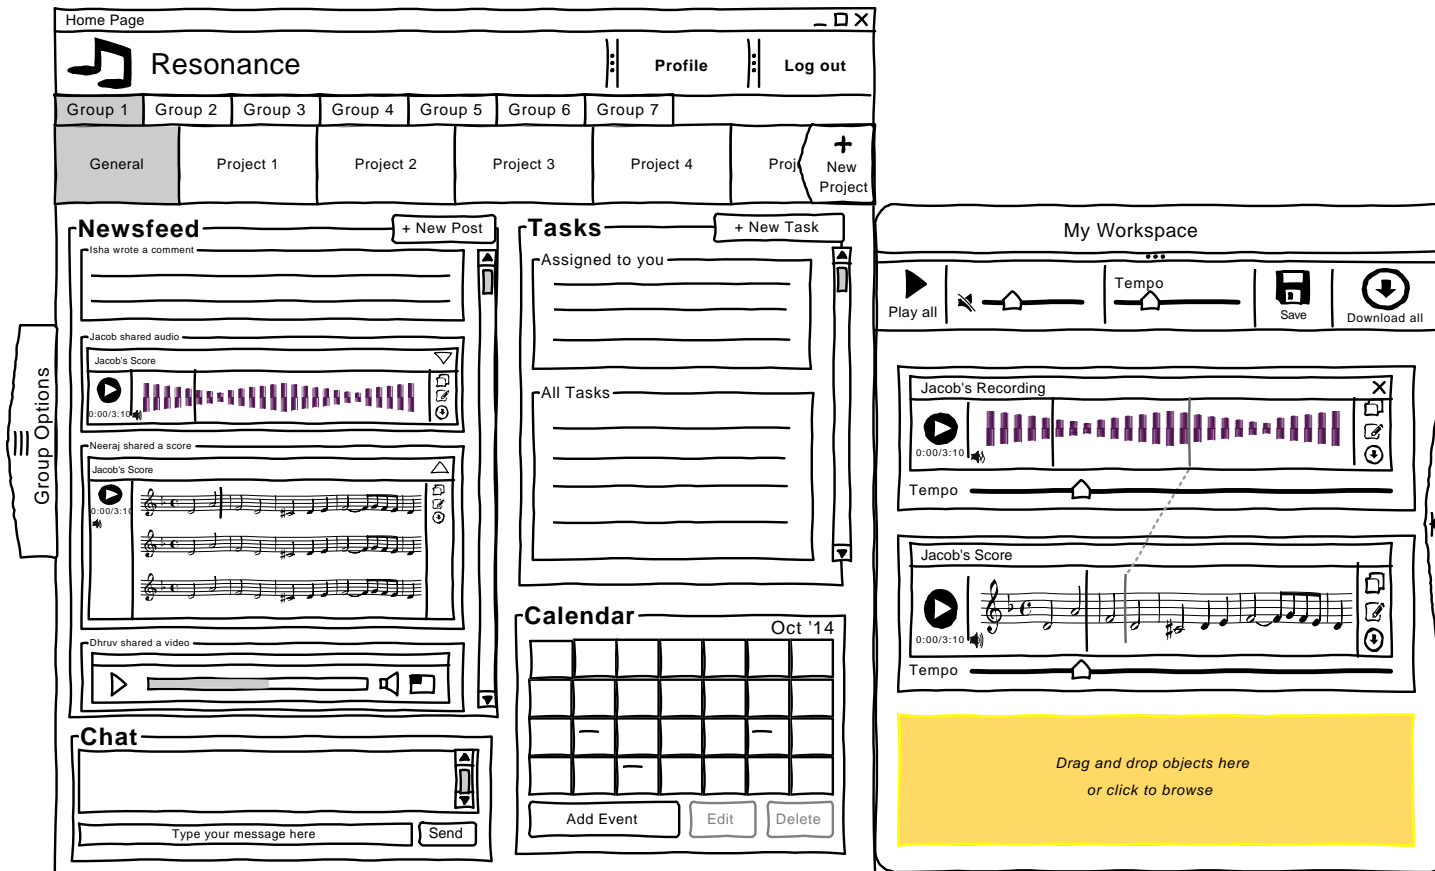 Home Page
Resonance
Profile
Log out
Group 1
Group 2
Group 3
Group 4
Group 5
Group 6
Group 7
General
Project 1
Project 2
Project 3
Project 4
Proj
New
Project
Group Options
Newsfeed
+ New Post
Isha wrote a comment
Jacob shared audio
Jacob's Score
0:00/3:10
Neeraj shared a score
Jacob's Score
0:00/3:10
Dhruv shared a video
Chat
Type your message here
Send
Tasks
+ New Task
Assigned to you
All Tasks
Calendar
Oct '14
Add Event
Edit
Delete
My Workspace
Play all
Tempo
Save
Download all
Jacob's Recording
0:00/3:10
Tempo
Jacob's Score
0:00/3:10
Tempo
Drag and drop objects here
or click to browse